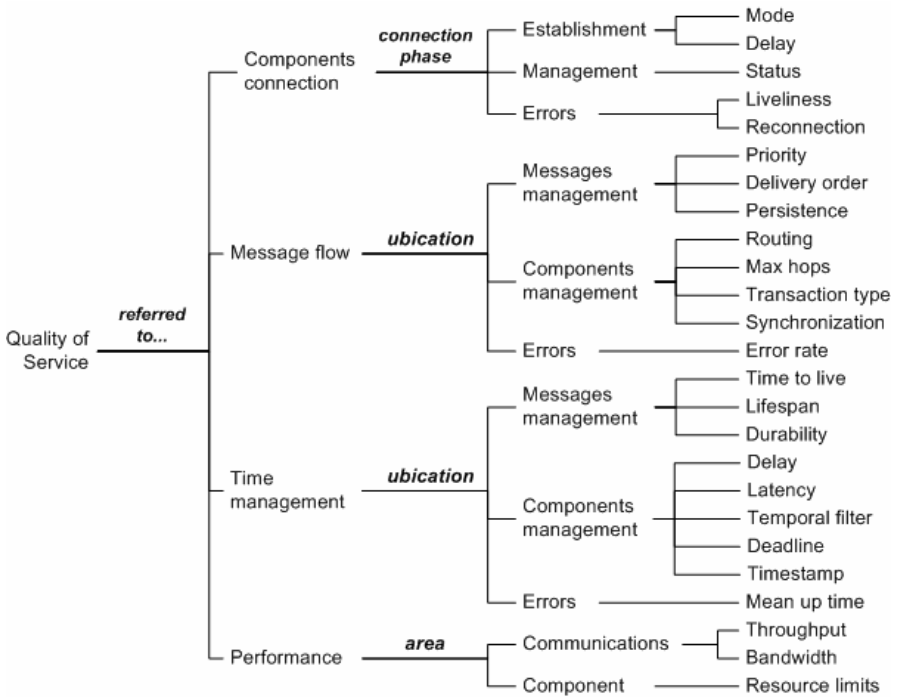 Quality of
Service
referred
to...
Components
connection
connection
phase
Establishment
Mode
Delay
Management
Status
Errors
Liveliness
Reconnection
Message flow
ubication
Messages
management
Priority
Delivery order
Persistence
Components
management
Routing
Max hops
Transaction type
Synchronization
Errors
Error rate
Time
management
ubication
Messages
management
Time to live
Lifespan
Durability
Components
management
Delay
Latency
Temporal filter
Deadline
Timestamp
Errors
Mean up time
Performance
area
Communications
Throughput
Bandwidth
Component
Resource limits